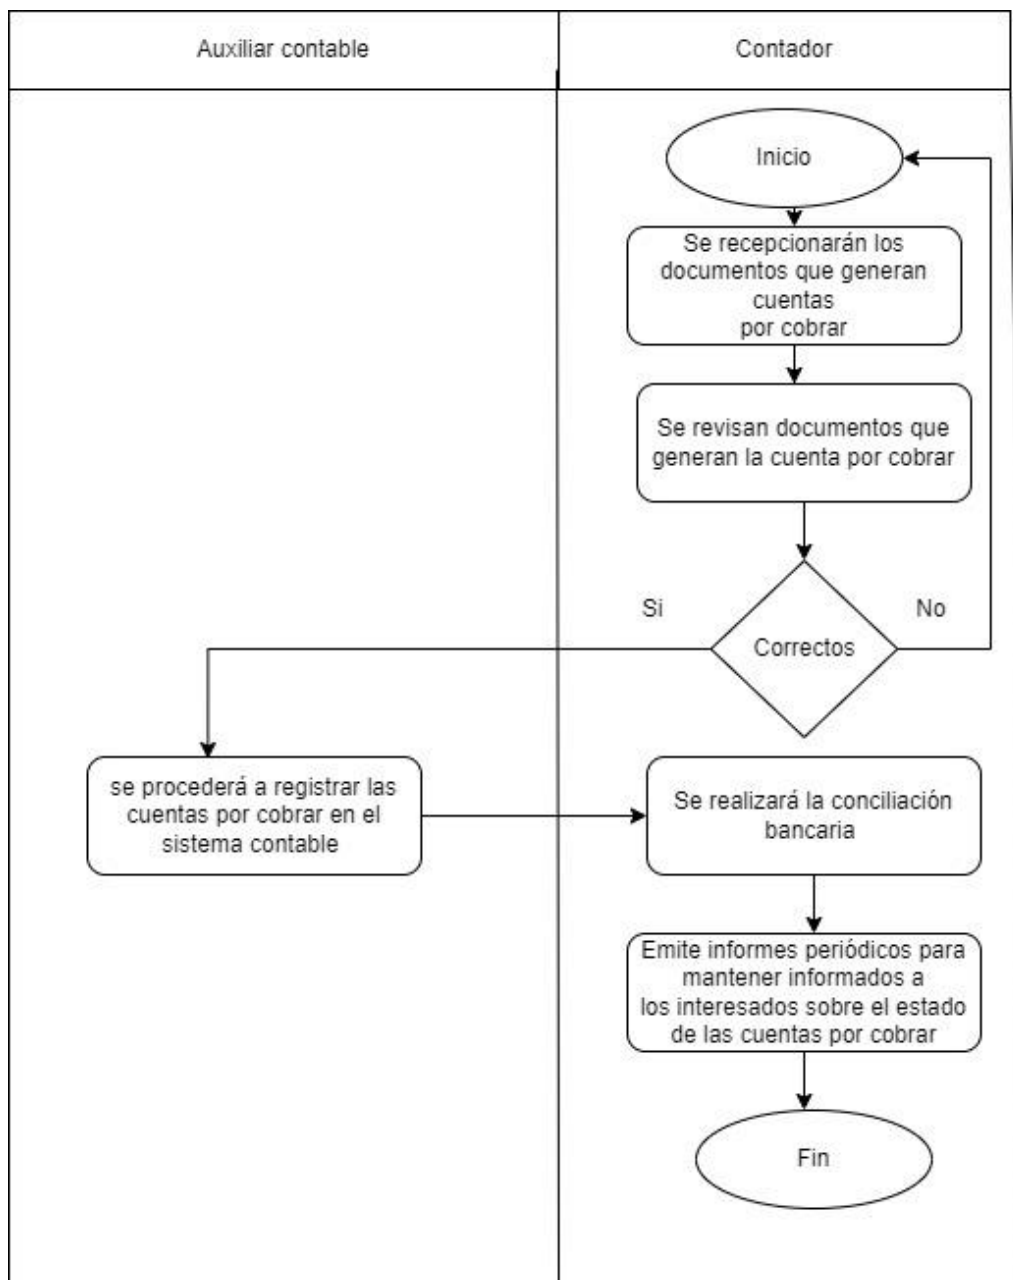 Auxiliar contable
Contador
Inicio
Se recepcionarán los
documentos que generan
cuentas
por cobrar
Se revisan documentos que
generan la cuenta por cobrar
Si
No
Correctos
se procederá a registrar las
cuentas por cobrar en el
sistema contable
Se realizará la conciliación
bancaria
Emite informes periódicos para
mantener informados a
los interesados sobre el estado
de las cuentas por cobrar
Fin